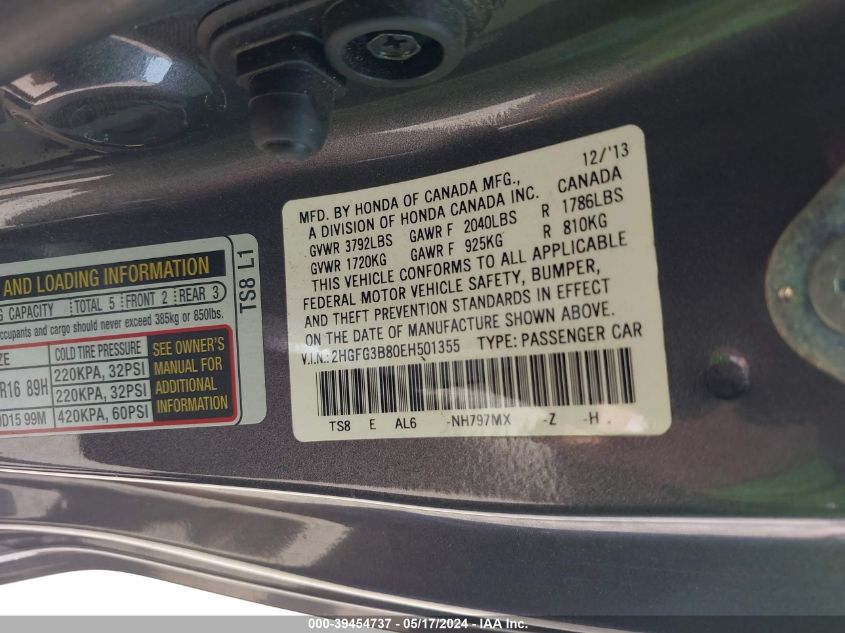 12/'13
MFD. BY HONDA OF CANADA MFG.,
A DIVISION OF HONDA CANADA INC. CANADA
GVWR 3792LBS GAWR F 2040LBS R 1786LBS
GVWR 1720KG GAWR F 925KG R 810KG
THIS VEHICLE CONFORMS TO ALL APPLICABLE
FEDERAL MOTOR VEHICLE SAFETY, BUMPER,
AND THEFT PREVENTION STANDARDS IN EFFECT
ON THE DATE OF MANUFACTURE SHOWN ABOVE.
V.I.N.:2HGFG3B80EH501355 TYPE: PASSENGER CAR
TS8 E AL6 -NH797MX -Z -H
AND LOADING INFORMATION
CAPACITY TOTAL 5 FRONT 2 REAR 3
ccupants and cargo should never exceed 385kg or 850lbs.
ZE COLD TIRE PRESSURE SEE OWNER'S MANUAL FOR ADDITIONAL INFORMATION
R16 89H 220KPA, 32PSI
220KPA, 32PSI
D15 99M 420KPA, 60PSI
TS8 L1
000-39454737 - 05/17/2024 - IAA Inc.